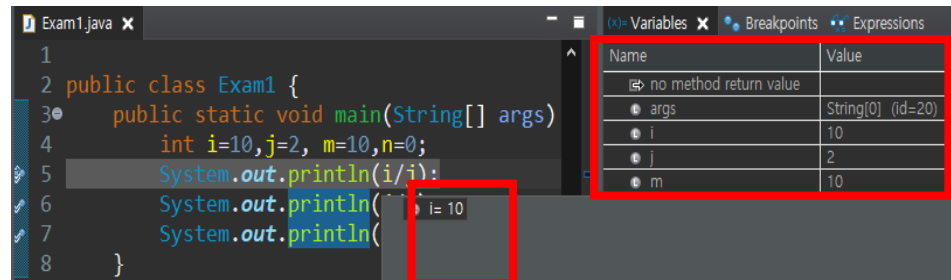 Exam1.java
1
2 public class Exam1 {
3 public static void main(String[] args)
4 int i=10,j=2, m=10,n=0;
5 System.out.println(i/j);
6 System.out.println(
7 System.out.println(
8 }
i= 10
(x)= Variables Breakpoints Expressions
Name Value
no method return value
args String[0] (id=20)
i 10
j 2
m 10